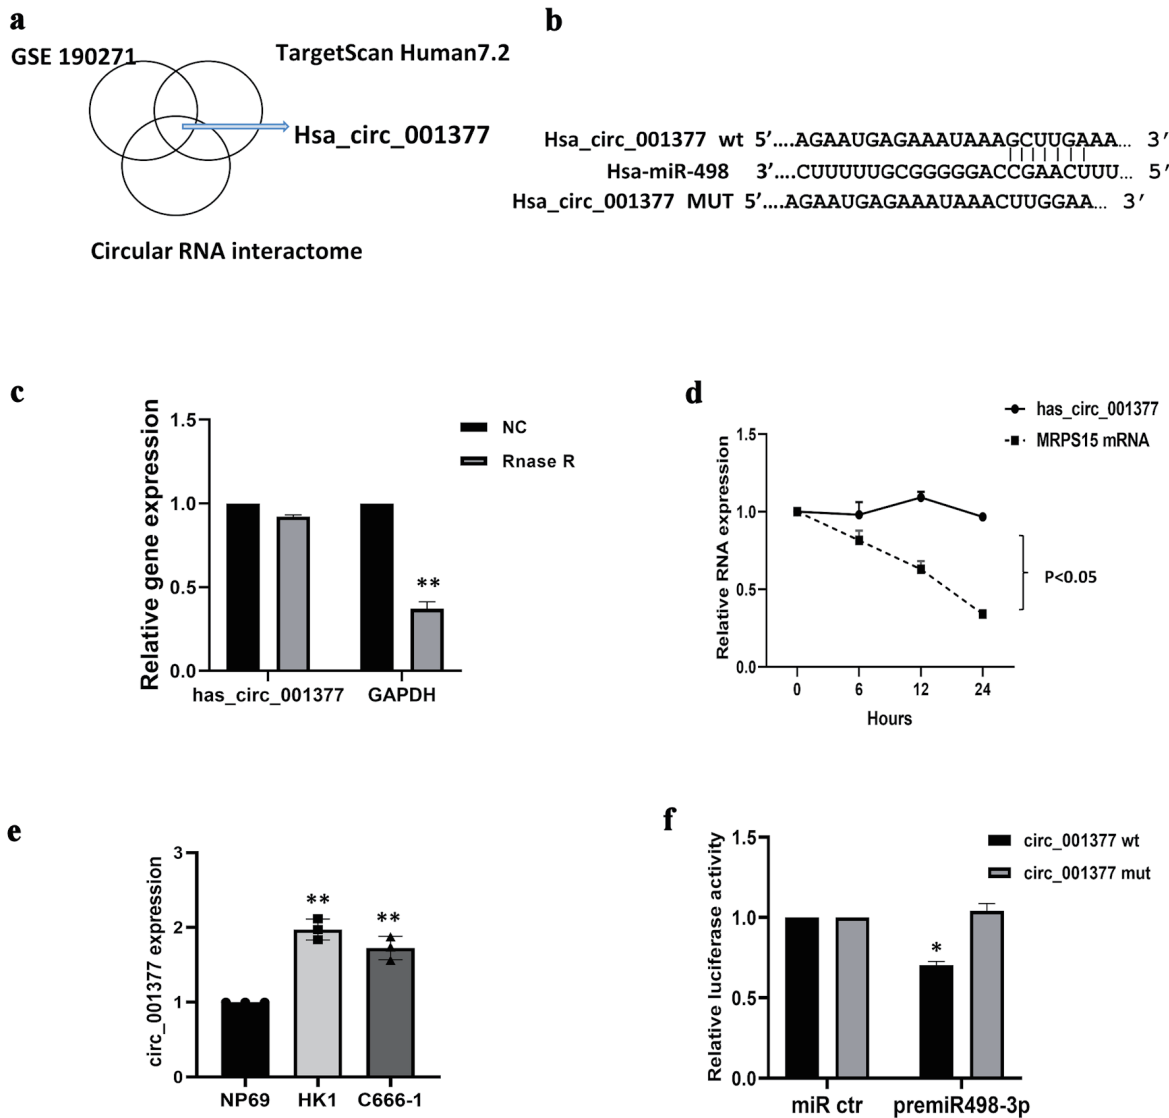 a
GSE 190271
TargetScan Human7.2
Hsa_circ_001377
Circular RNA interactome
b
Hsa_circ_001377 wt 5’....AGAAUGAGAAAUAAAGCUUGAAA... 3′
Hsa-miR-498 3’....CUUUUUGCGGGGGACCGAACUUU... 5′
Hsa_circ_001377 MUT 5’....AGAAUGAGAAAUAAACUUGGAA... 3′
c
Relative gene expression
1.5
1.0
0.5
0.0
**
has_circ_001377
GAPDH
NC
Rnase R
d
Relative RNA expression
1.5
1.0
0.5
0.0
0
6
12
24
Hours
has_circ_001377
MRPS15 mRNA
P<0.05
e
circ_001377 expression
3
2
1
0
**
**
NP69
HK1
C666-1
f
Relative luciferase activity
1.5
1.0
0.5
0.0
*
miR ctr
premiR498-3p
circ_001377 wt
circ_001377 mut